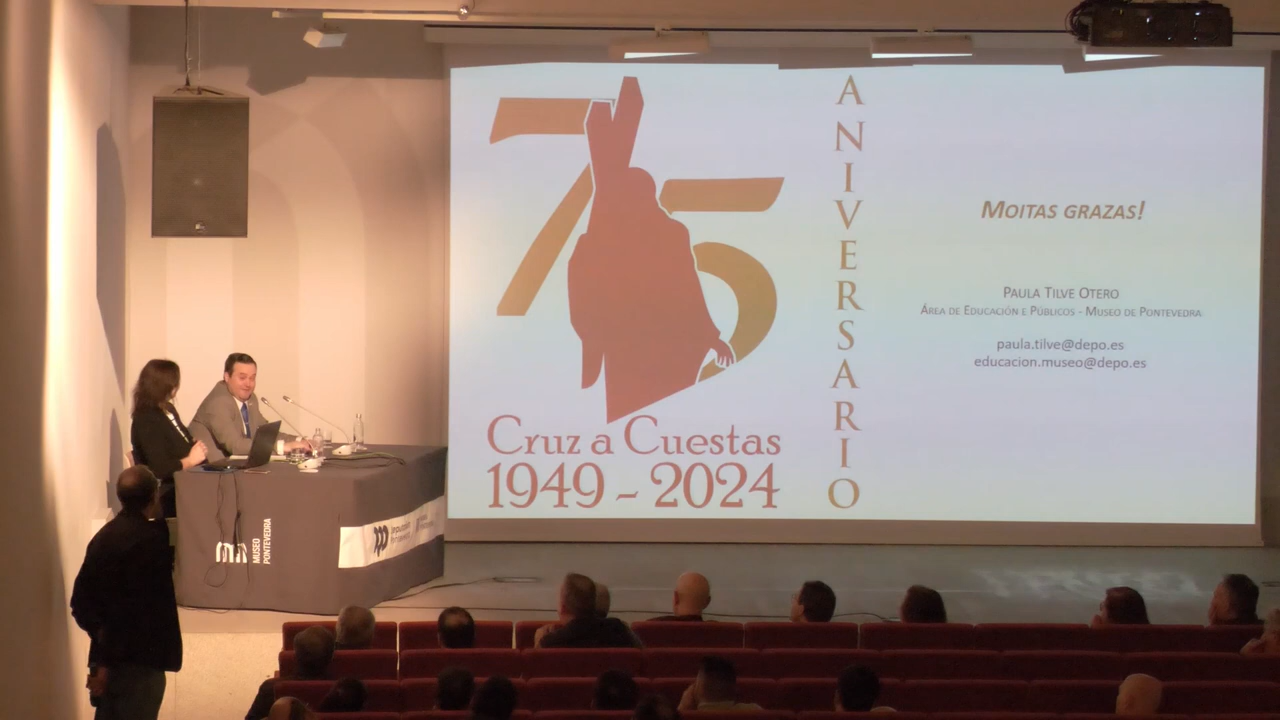 75
ANIVERSARIO
Cruz a Cuestas
1949 - 2024
MOITAS GRAZAS!
PAULA TILVE OTERO
ÁREA DE EDUCACIÓN E PÚBLICOS - MUSEO DE PONTEVEDRA
paula.tilve@depo.es
educacion.museo@depo.es
MUSEO
PONTEVEDRA